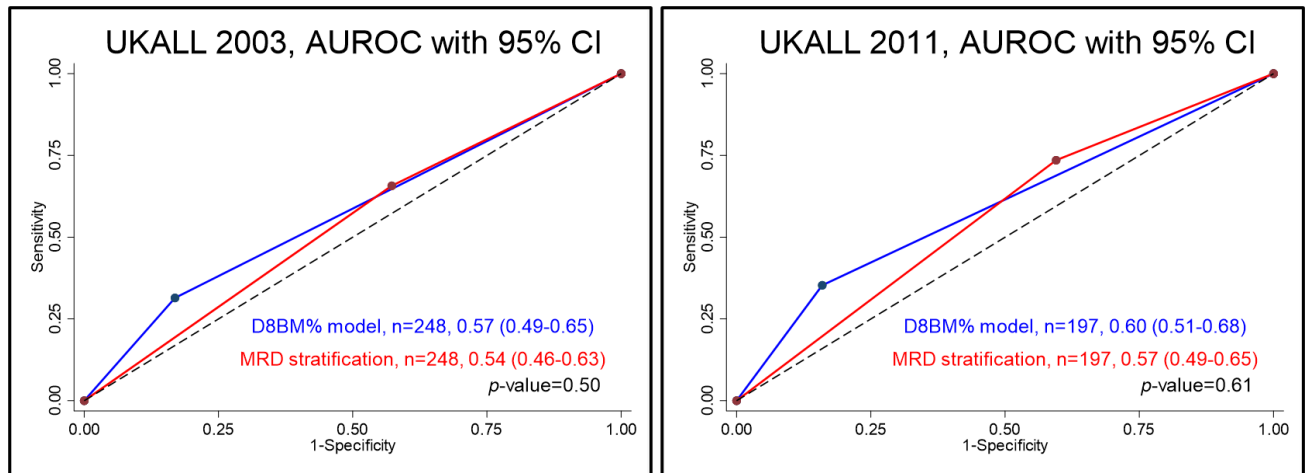 UKALL 2003, AUROC with 95% CI
1.00
0.75
0.50
0.25
0.00
Sensitivity
D8BM% model, n=248, 0.57 (0.49-0.65)
MRD stratification, n=248, 0.54 (0.46-0.63)
p-value=0.50
0.00 0.25 0.50 0.75 1.00
1-Specificity
UKALL 2011, AUROC with 95% CI
1.00
0.75
0.50
0.25
0.00
Sensitivity
D8BM% model, n=197, 0.60 (0.51-0.68)
MRD stratification, n=197, 0.57 (0.49-0.65)
p-value=0.61
0.00 0.25 0.50 0.75 1.00
1-Specificity